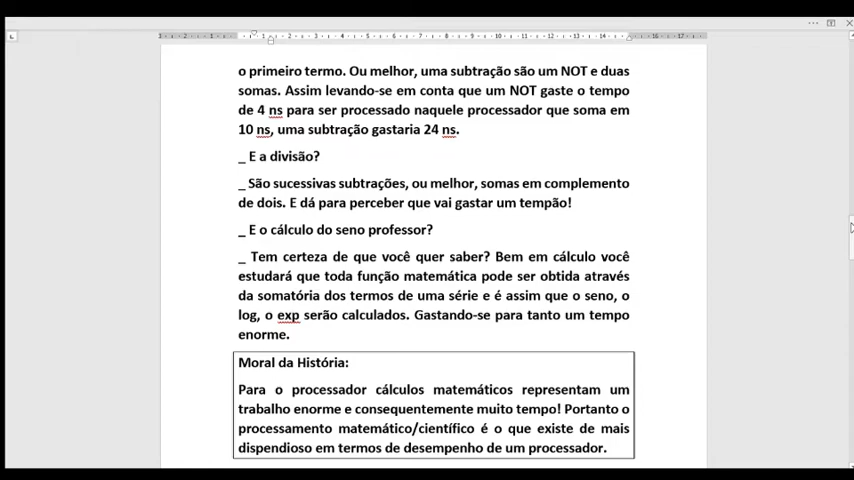 o primeiro termo. Ou melhor, uma subtração são um NOT e duas
somas. Assim levando-se em conta que um NOT gaste o tempo
de 4 ns para ser processado naquele processador que soma em
10 ns, uma subtração gastaria 24 ns.
_ E a divisão?
_ São sucessivas subtrações, ou melhor, somas em complemento
de dois. E dá para perceber que vai gastar um tempão!
_ E o cálculo do seno professor?
_ Tem certeza de que você quer saber? Bem em cálculo você
estudará que toda função matemática pode ser obtida através
da somatória dos termos de uma série e é assim que o seno, o
log, o exp serão calculados. Gastando-se para tanto um tempo
enorme.
Moral da História:
Para o processador cálculos matemáticos representam um
trabalho enorme e consequentemente muito tempo! Portanto o
processamento matemático/científico é o que existe de mais
dispendioso em termos de desempenho de um processador.